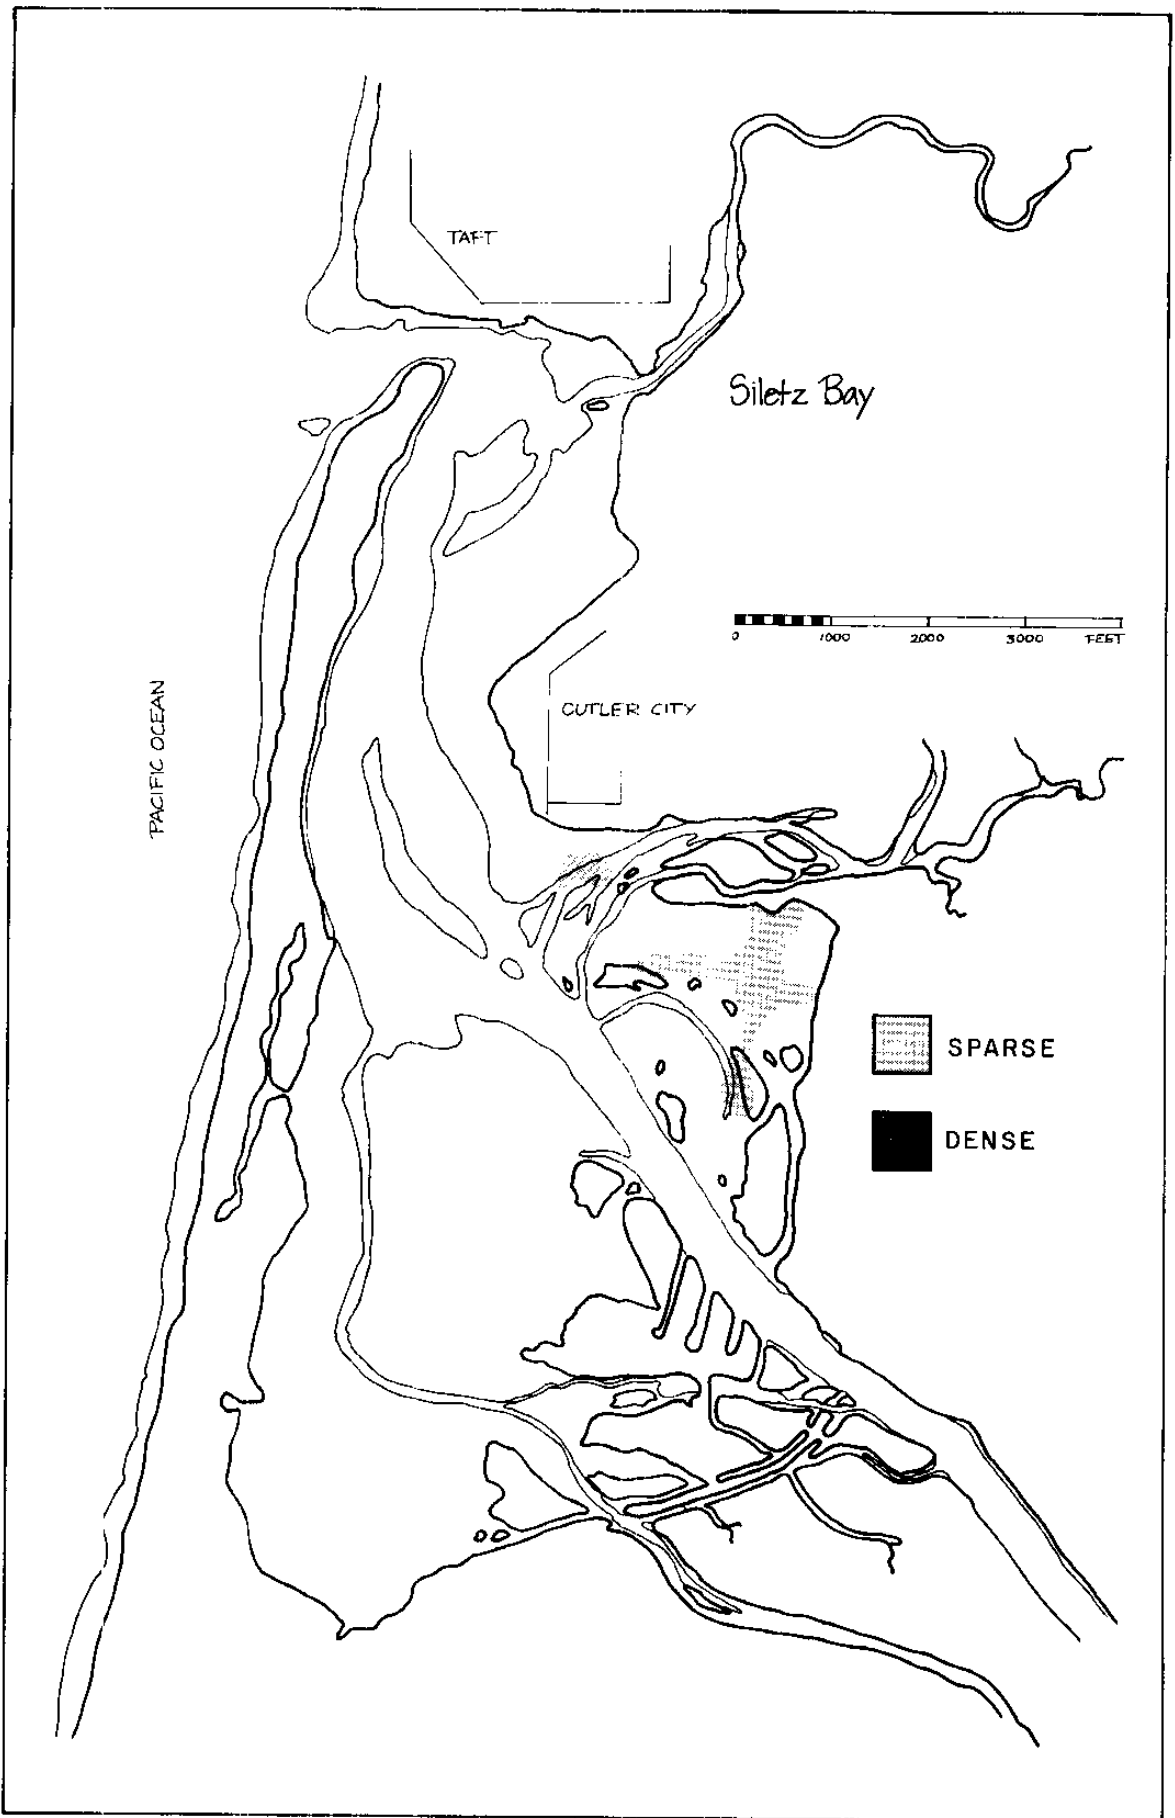 TAFT
Siletz Bay
0 1000 2000 3000 FEET
PACIFIC OCEAN
CUTLER CITY
SPARSE
DENSE